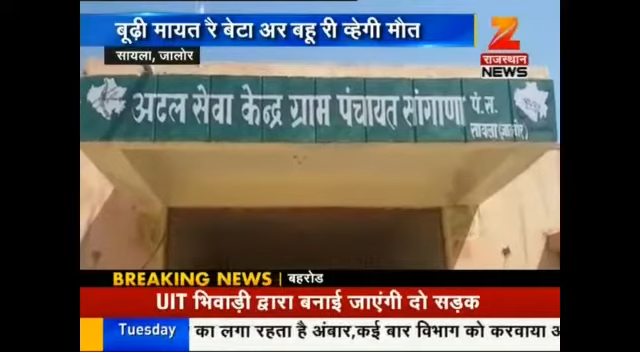 बूढ़ी मायत रै बेटा अर बहू री व्हेगी मौत
सायला, जालोर
राजस्थान
NEWS
अटल सेवा केन्द्र ग्राम पंचायत सांगाणा
पं. स.
सायला (जालोर)
BREAKING NEWS | बहरोड
UIT भिवाड़ी द्वारा बनाई जाएंगी दो सड़क
Tuesday का लगा रहता है अंबार,कई बार विभाग को करवाया